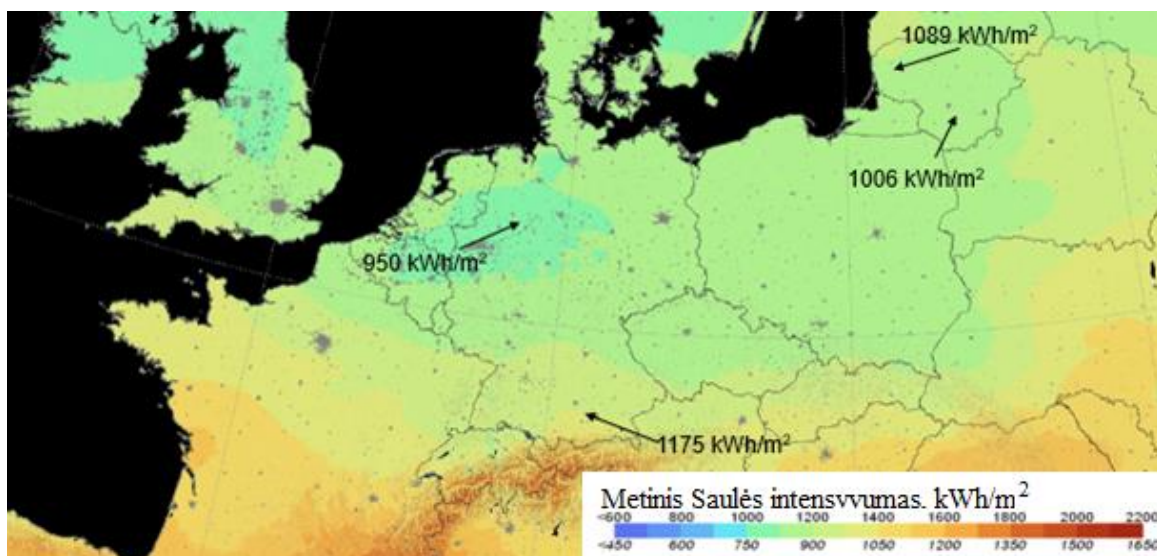 1089 kWh/m²
1006 kWh/m²
950 kWh/m²
1175 kWh/m²
Metinis Saulės intensvvumas. kWh/m²
<600 800 1000 1200 1400 1600 1800 2000 2200
<450 600 750 900 1050 1200 1350 1500 1650